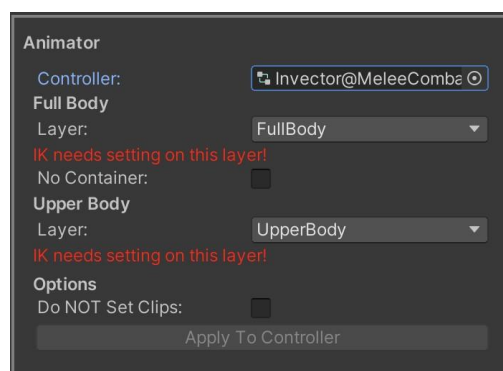 Animator
Controller: Invector@MeleeComba
Full Body
Layer: FullBody
IK needs setting on this layer!
No Container:
Upper Body
Layer: UpperBody
IK needs setting on this layer!
Options
Do NOT Set Clips:
Apply To Controller